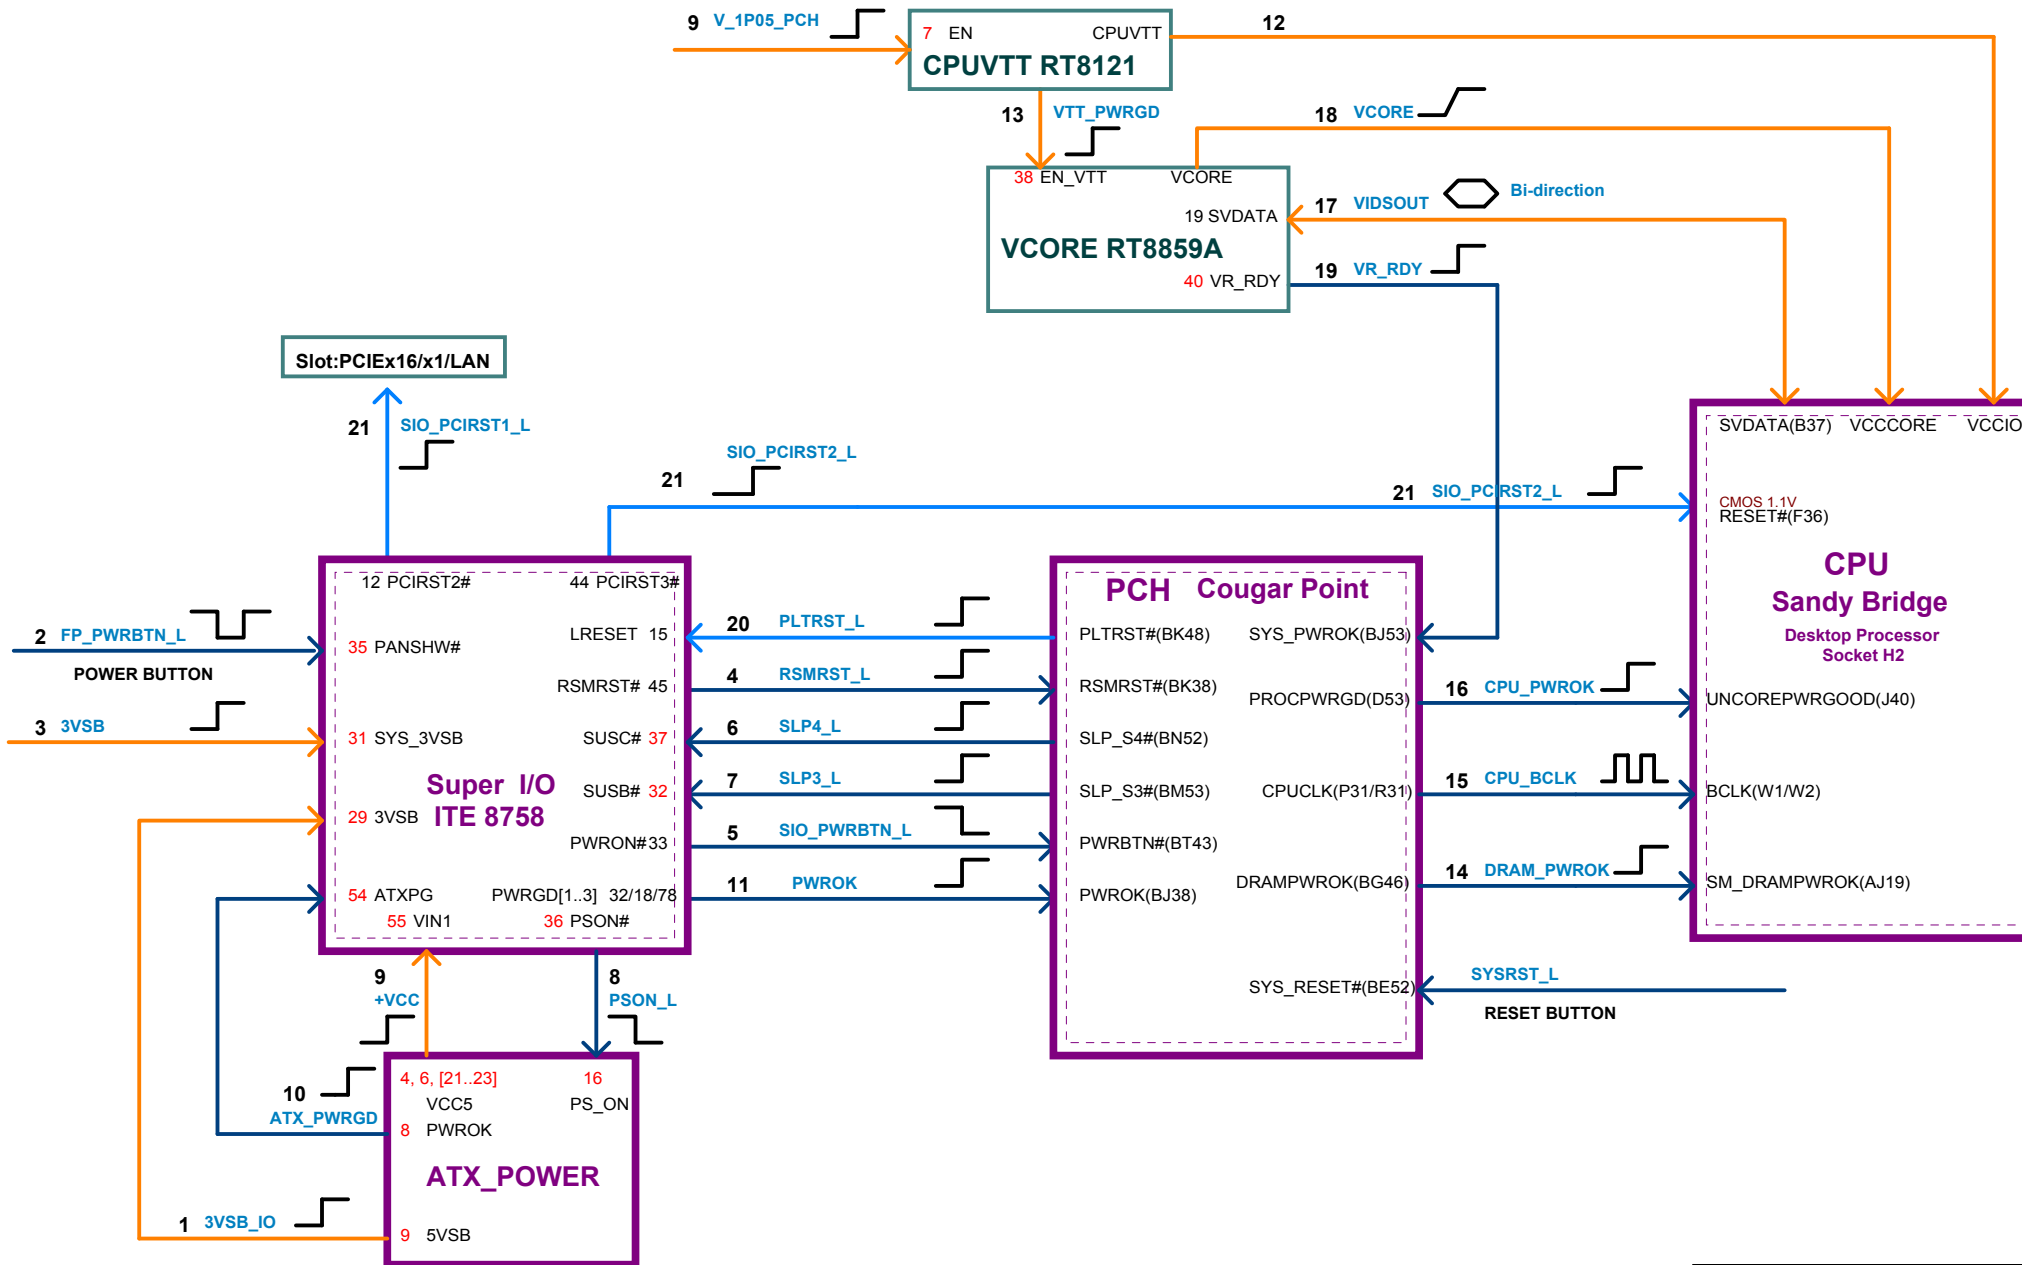 9 V_1P05_PCH
7 EN CPUVTT
CPUVTT RT8121
12
13 VTT_PWRGD
18 VCORE
38 EN_VTT VCORE
19 SVDATA
VCORE RT8859A
40 VR_RDY
17 VIDSOUT Bi-direction
19 VR_RDY
Slot:PCIEx16/x1/LAN
21 SIO_PCIRST1_L
SIO_PCIRST2_L
21
21 SIO_PCIRST2_L
SVDATA(B37) VCCCORE VCCIO
CMOS 1.1V
RESET#(F36)
CPU
Sandy Bridge
Desktop Processor
Socket H2
UNCOREPWRGOOD(J40)
BCLK(W1/W2)
SM_DRAMPWROK(AJ19)
12 PCIRST2# 44 PCIRST3#
2 FP_PWRBTN_L
POWER BUTTON
3 3VSB
35 PANSHW#
31 SYS_3VSB
29 3VSB
54 ATXPG
55 VIN1
LRESET 15
RSMRST# 45
SUSC# 37
SUSB# 32
PWRON#33
PWRGD[1..3] 32/18/78
36 PSON#
Super I/O
ITE 8758
20 PLTRST_L
4 RSMRST_L
6 SLP4_L
7 SLP3_L
5 SIO_PWRBTN_L
11 PWROK
PCH Cougar Point
PLTRST#(BK48)
RSMRST#(BK38)
SLP_S4#(BN52)
SLP_S3#(BM53)
PWRBTN#(BT43)
PWROK(BJ38)
SYS_PWROK(BJ53)
PROCPWRGD(D53)
CPUCLK(P31/R31)
DRAMPWROK(BG46)
SYS_RESET#(BE52)
16 CPU_PWROK
15 CPU_BCLK
14 DRAM_PWROK
SYSRST_L
RESET BUTTON
9
+VCC
8
PSON_L
10
ATX_PWRGD
1 3VSB_IO
4, 6, [21..23] 16
VCC5 PS_ON
8 PWROK
ATX_POWER
9 5VSB